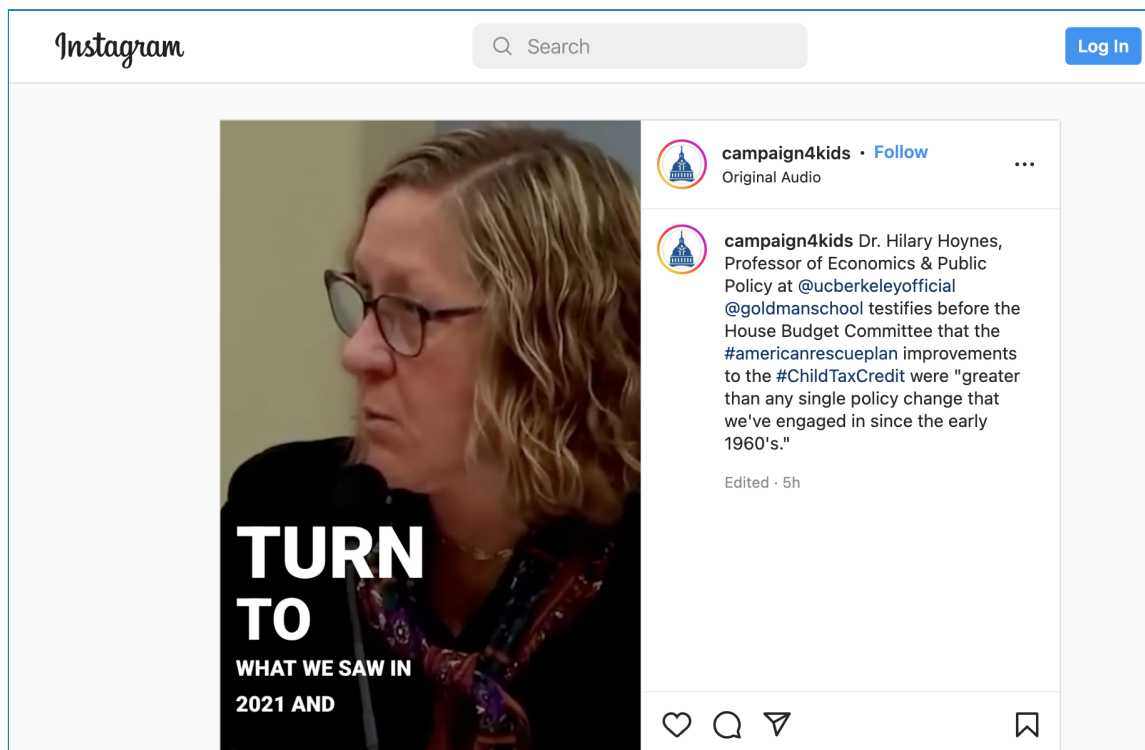 Instagram
Search
Log In
campaign4kids • Follow
Original Audio
campaign4kids Dr. Hilary Hoynes,
Professor of Economics & Public
Policy at @ucberkeleyofficial
@goldmanschool testifies before the
House Budget Committee that the
#americanrescueplan improvements
to the #ChildTaxCredit were "greater
than any single policy change that
we've engaged in since the early
1960's."
Edited · 5h
TURN
TO
WHAT WE SAW IN
2021 AND